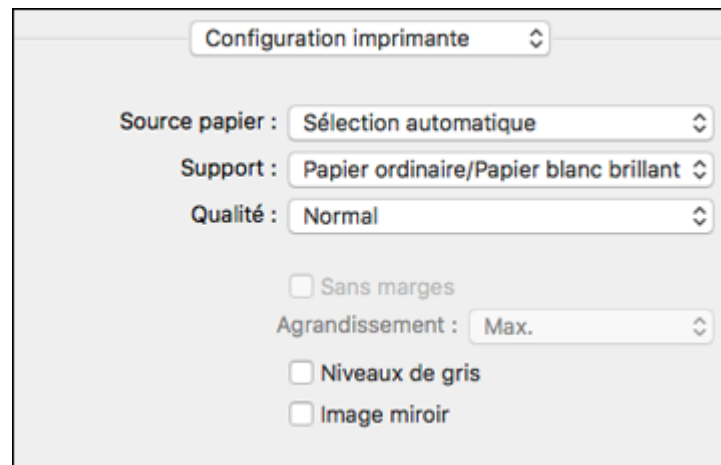 Configuration imprimante
Source papier : Sélection automatique
Support : Papier ordinaire/Papier blanc brillant
Qualité : Normal
Sans marges
Agrandissement : Max.
Niveaux de gris
Image miroir